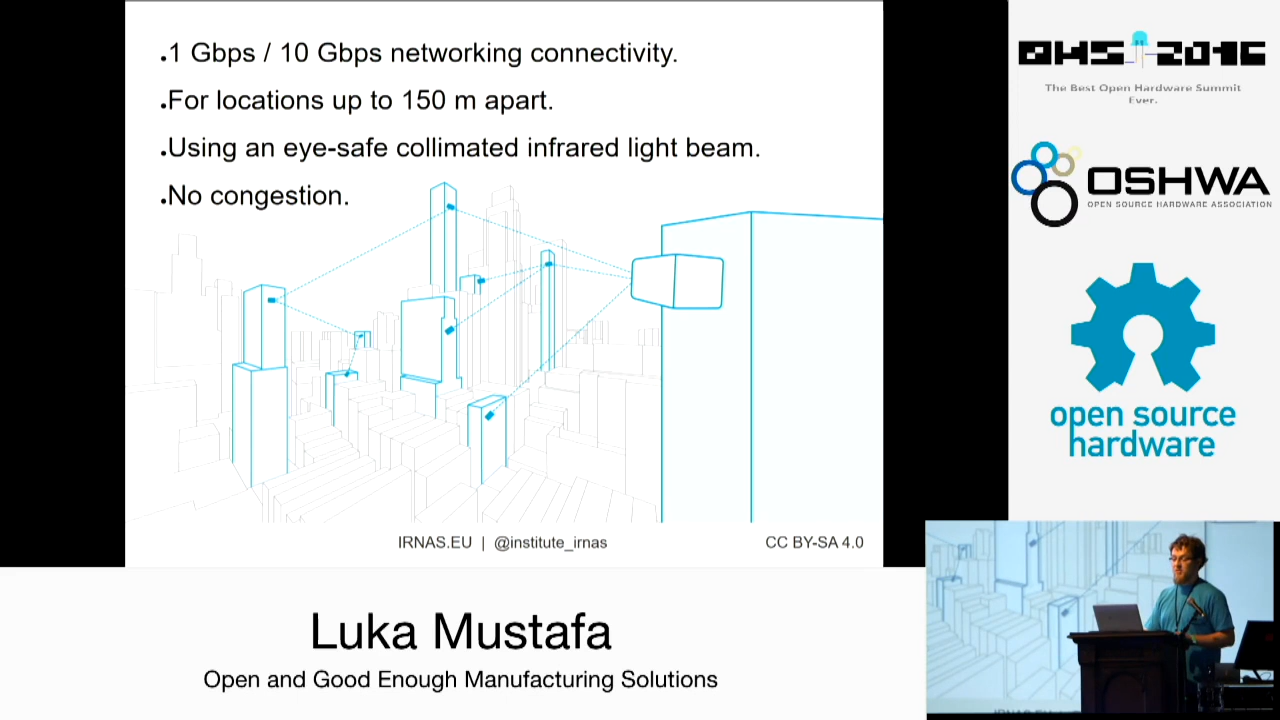 .1 Gbps / 10 Gbps networking connectivity.
.For locations up to 150 m apart.
.Using an eye-safe collimated infrared light beam.
.No congestion.
IRNAS.EU | @institute_irnas
CC BY-SA 4.0
OHS 2016
The Best Open Hardware Summit
Ever.
OSHWA
OPEN SOURCE HARDWARE ASSOCIATION
open source
hardware
Luka Mustafa
Open and Good Enough Manufacturing Solutions